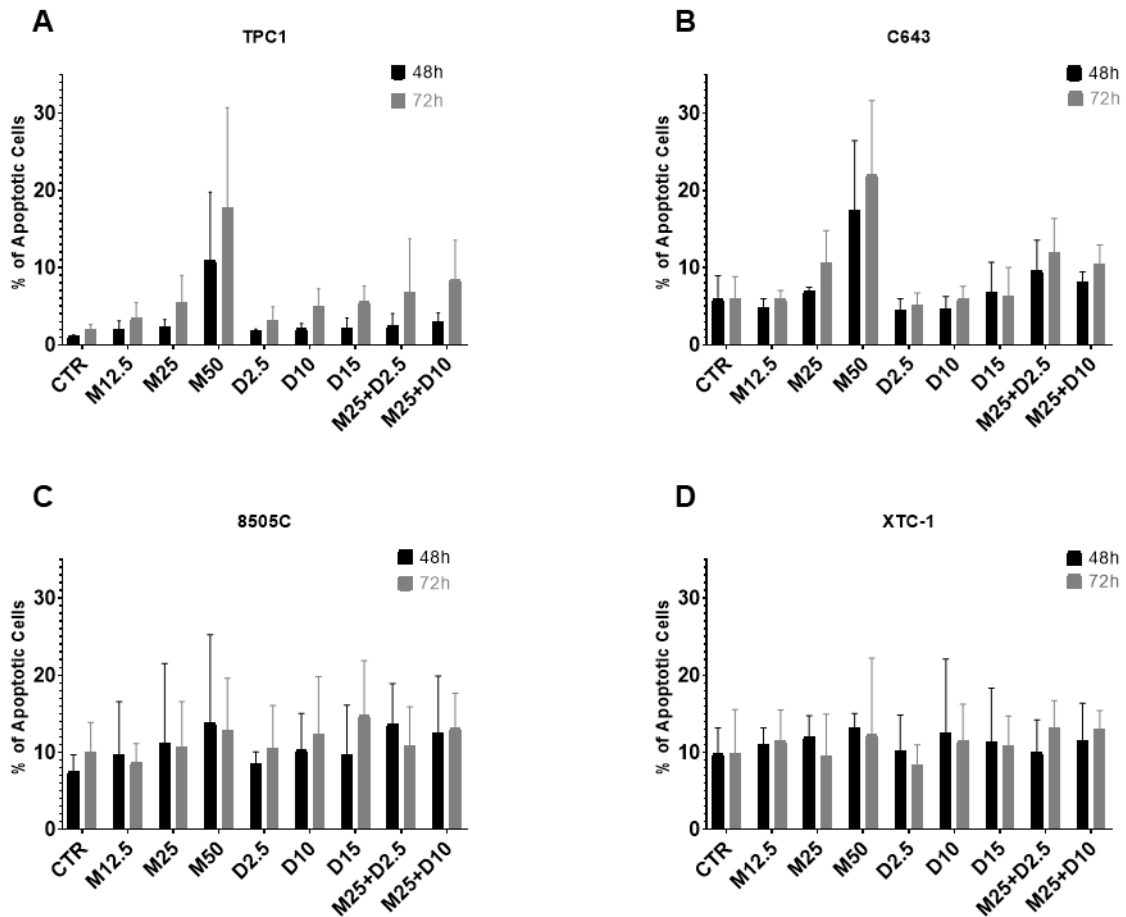 A
TPC1
48h
72h
% of Apoptotic Cells
30
20
10
0
CTR
M12.5
M25
M50
D2.5
D10
D15
M25+D2.5
M25+D10
B
C643
48h
72h
% of Apoptotic Cells
30
20
10
0
CTR
M12.5
M25
M50
D2.5
D10
D15
M25+D2.5
M25+D10
C
8505C
48h
72h
% of Apoptotic Cells
30
20
10
0
CTR
M12.5
M25
M50
D2.5
D10
D15
M25+D2.5
M25+D10
D
XTC-1
48h
72h
% of Apoptotic Cells
30
20
10
0
CTR
M12.5
M25
M50
D2.5
D10
D15
M25+D2.5
M25+D10